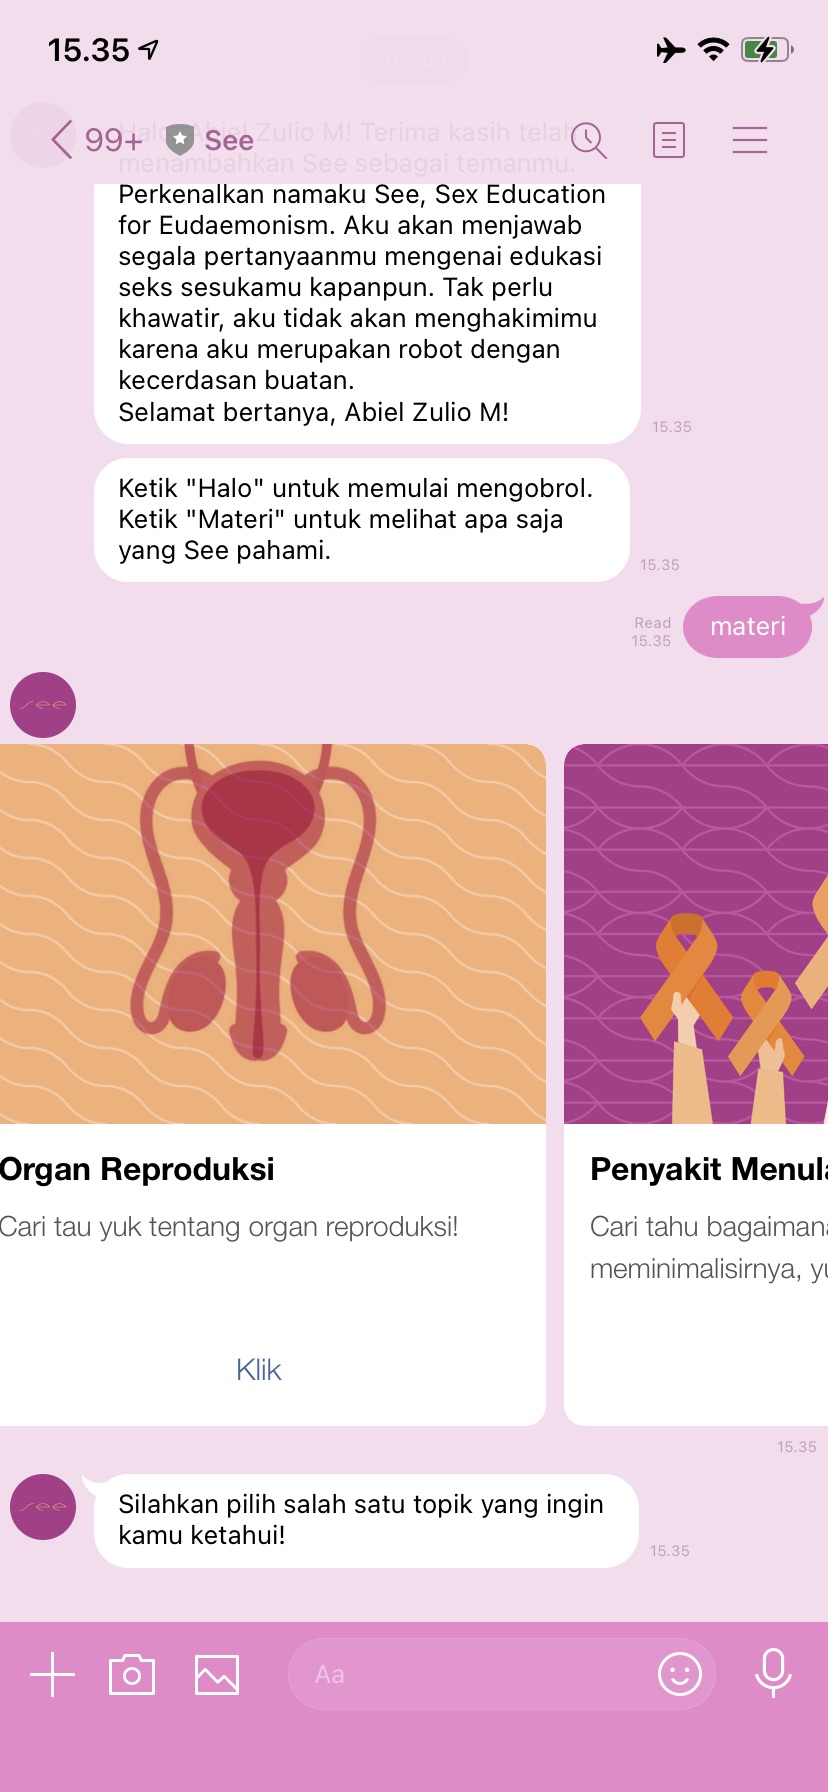 15.35
Today
99+
See
Halo, Abiel Zulio M! Terima kasih telah
menambahkan See sebagai temanmu.
Perkenalkan namaku See, Sex Education
for Eudaemonism. Aku akan menjawab
segala pertanyaanmu mengenai edukasi
seks sesukamu kapanpun. Tak perlu
khawatir, aku tidak akan menghakimimu
karena aku merupakan robot dengan
kecerdasan buatan.
Selamat bertanya, Abiel Zulio M!
15.35
Ketik "Halo" untuk memulai mengobrol.
Ketik "Materi" untuk melihat apa saja
yang See pahami.
15.35
Read
15.35
materi
see
Organ Reproduksi
Cari tau yuk tentang organ reproduksi!
Klik
Penyakit Menula
Cari tahu bagaimana
meminimalisirnya, yu
15.35
see
Silahkan pilih salah satu topik yang ingin
kamu ketahui!
15.35
Aa